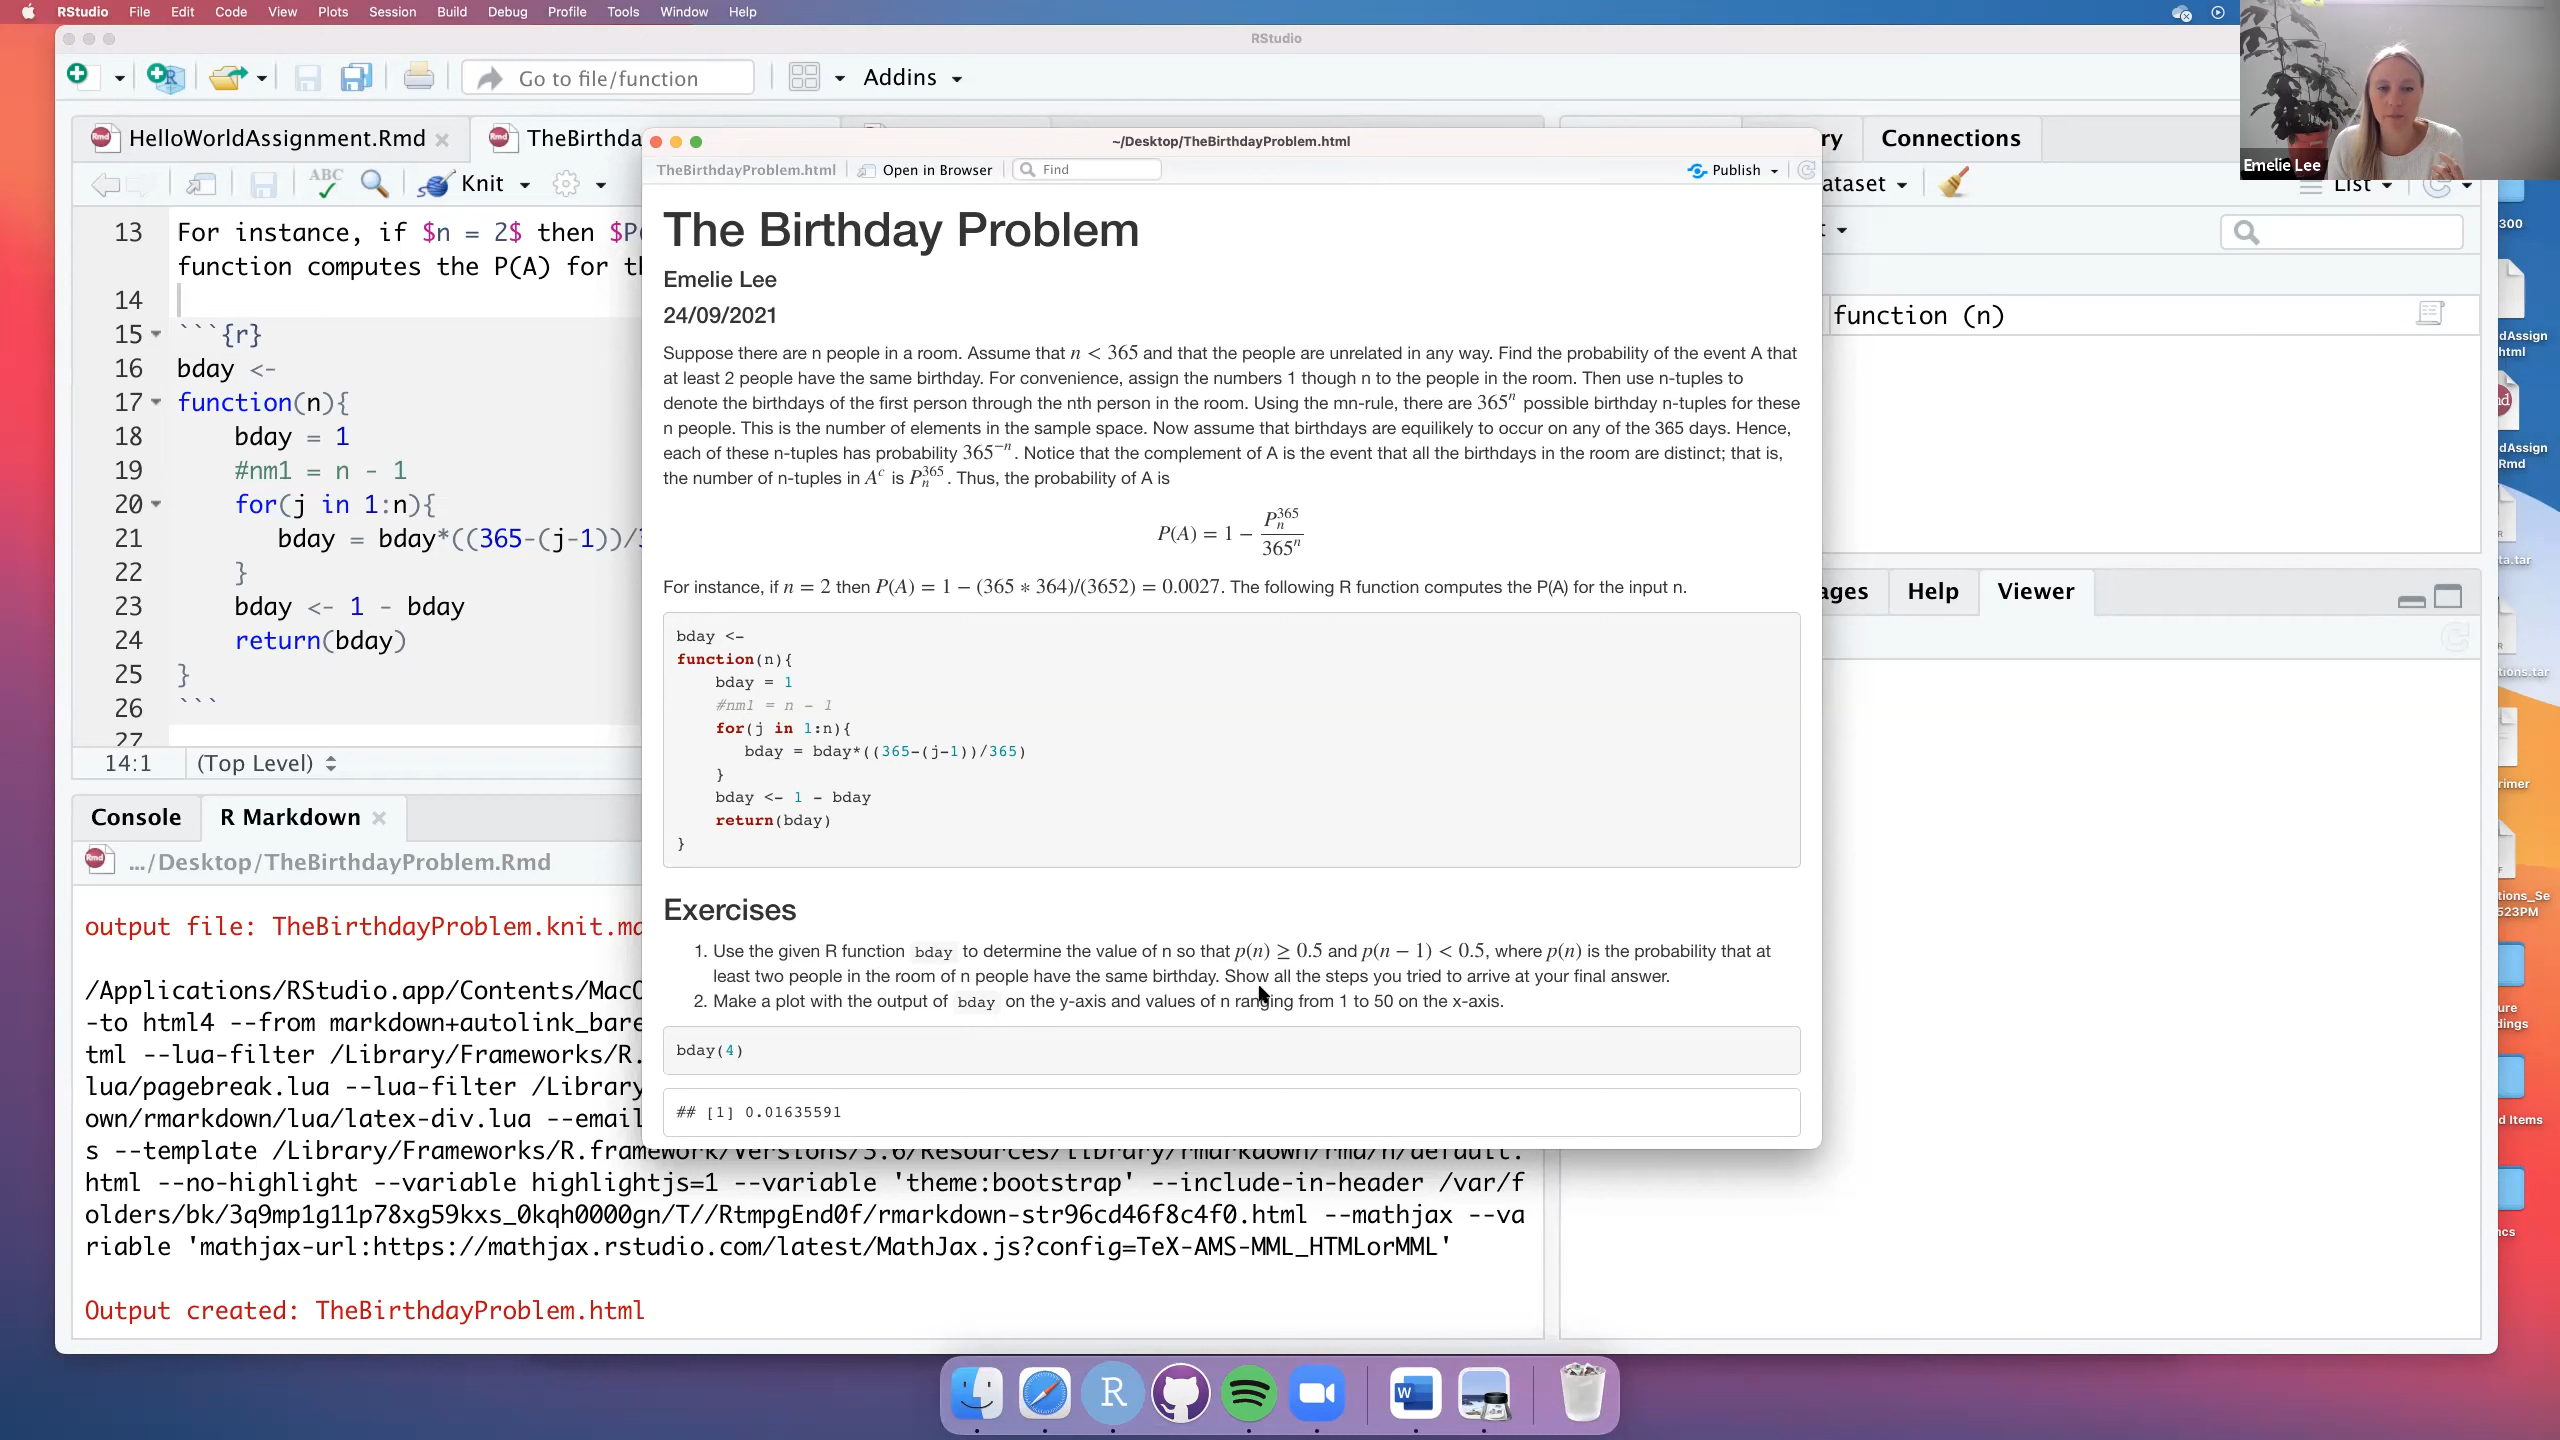 RStudio File Edit Code View Plots Session Build Debug Profile Tools Window Help
RStudio
Go to file/function
Addins
Emelie Lee
HelloWorldAssignment.Rmd
TheBirthda
Connections
ABC
Knit
List
13 For instance, if $n = 2$ then $P
function computes the P(A) for
14
15 ```{r}
16 bday <-
17 function(n){
18 bday = 1
19 #nm1 = n - 1
20 for(j in 1:n){
21 bday = bday*((365-(j-1))/
22 }
23 bday <- 1 - bday
24 return(bday)
25 }
26 ```
27
14:1 (Top Level)
Console R Markdown
.../Desktop/TheBirthdayProblem.Rmd
output file: TheBirthdayProblem.knit.m
/Applications/RStudio.app/Contents/Mac
-to html4 --from markdown+autolink_bare
tml --lua-filter /Library/Frameworks/R.
lua/pagebreak.lua --lua-filter /Library
own/rmarkdown/lua/latex-div.lua --email
s --template /Library/Frameworks/R.framework/Versions/3.6/Resources/library/rmarkdown/rmd/h/default.
html --no-highlight --variable highlightjs=1 --variable 'theme:bootstrap' --include-in-header /var/f
olders/bk/3q9mp1g11p78xg59kxs_0kqh0000gn/T//RtmpgEnd0f/rmarkdown-str96cd46f8c4f0.html --mathjax --va
riable 'mathjax-url:https://mathjax.rstudio.com/latest/MathJax.js?config=TeX-AMS-MML_HTMLorMML'
Output created: TheBirthdayProblem.html
~/Desktop/TheBirthdayProblem.html
TheBirthdayProblem.html Open in Browser Find Publish
The Birthday Problem
Emelie Lee
24/09/2021
Suppose there are n people in a room. Assume that n < 365 and that the people are unrelated in any way. Find the probability of the event A that
at least 2 people have the same birthday. For convenience, assign the numbers 1 though n to the people in the room. Then use n-tuples to
denote the birthdays of the first person through the nth person in the room. Using the mn-rule, there are 365^n possible birthday n-tuples for these
n people. This is the number of elements in the sample space. Now assume that birthdays are equilikely to occur on any of the 365 days. Hence,
each of these n-tuples has probability 365^−n. Notice that the complement of A is the event that all the birthdays in the room are distinct; that is,
the number of n-tuples in A^c is P_n^365. Thus, the probability of A is
P(A) = 1 − P_n^365 / 365^n
For instance, if n = 2 then P(A) = 1 − (365 ∗ 364)/(3652) = 0.0027. The following R function computes the P(A) for the input n.
bday <-
function(n){
bday = 1
#nm1 = n - 1
for(j in 1:n){
bday = bday*((365-(j-1))/365)
}
bday <- 1 - bday
return(bday)
}
Exercises
1. Use the given R function bday to determine the value of n so that p(n) ≥ 0.5 and p(n − 1) < 0.5, where p(n) is the probability that at
least two people in the room of n people have the same birthday. Show all the steps you tried to arrive at your final answer.
2. Make a plot with the output of bday on the y-axis and values of n ranging from 1 to 50 on the x-axis.
bday(4)
## [1] 0.01635591
function (n)
Help Viewer
300
html
Rmd
W